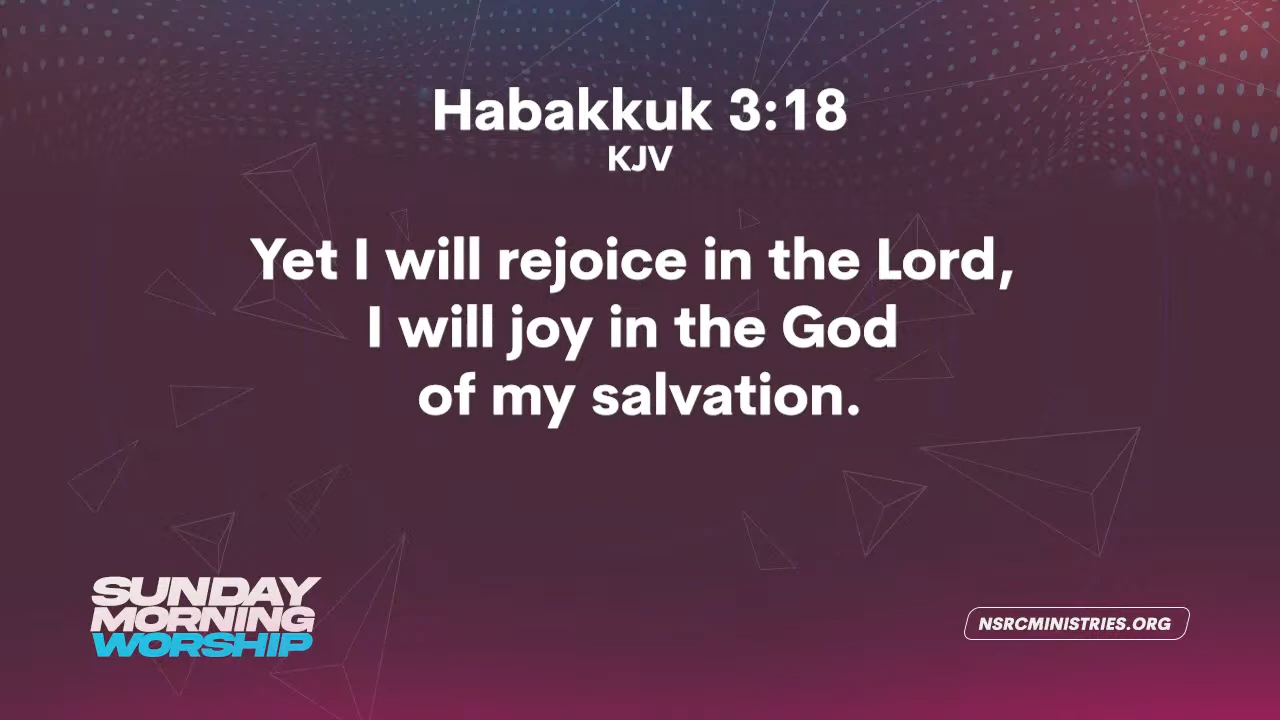 Habakkuk 3:18
KJV
Yet I will rejoice in the Lord,
I will joy in the God
of my salvation.
SUNDAY
MORNING
WORSHIP
NSRCMINISTRIES.ORG